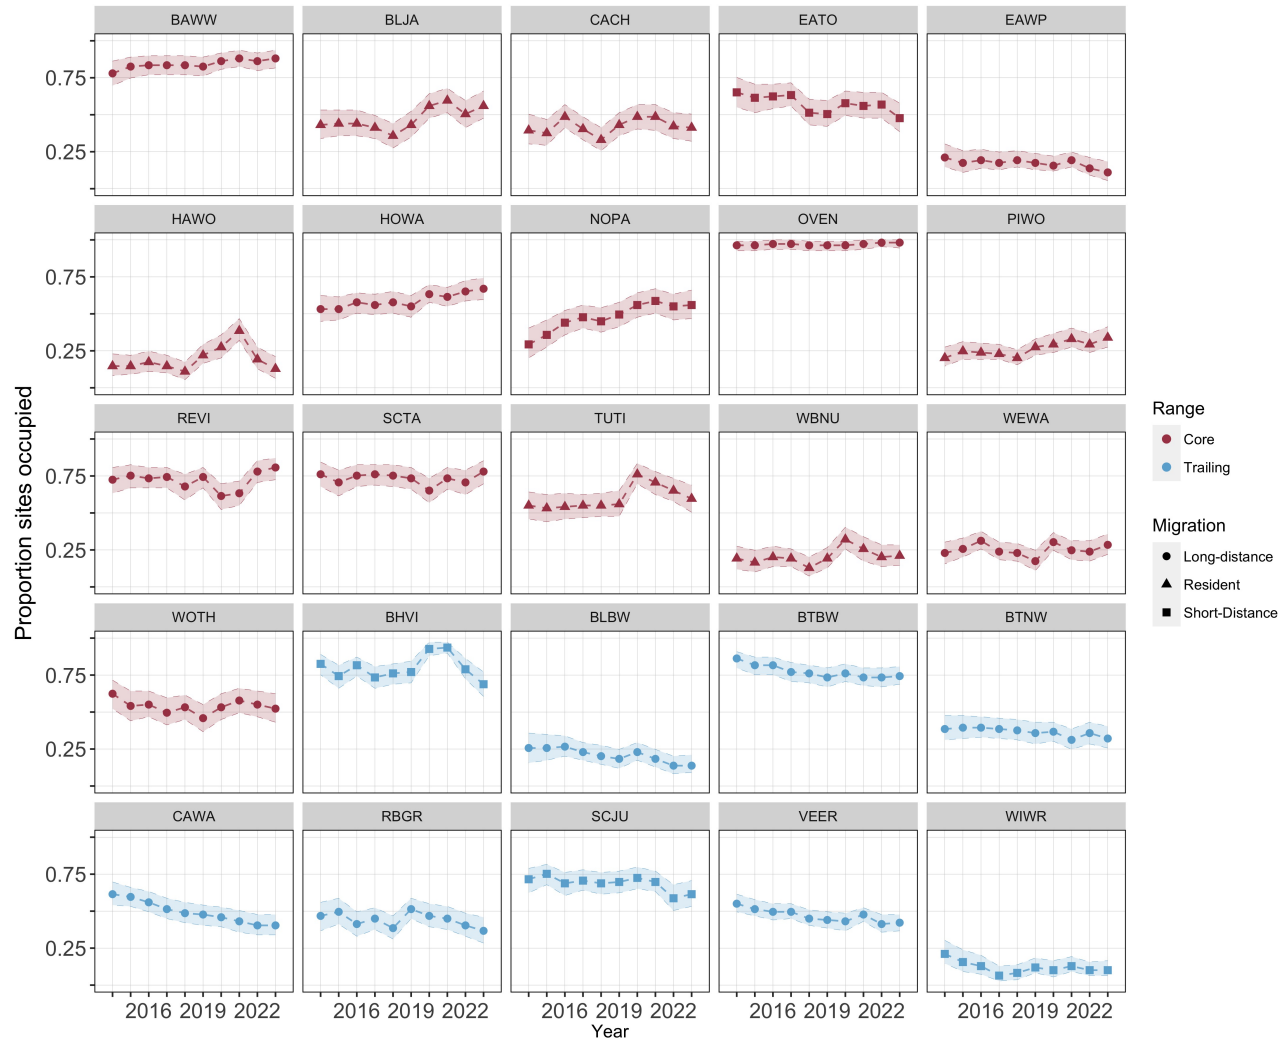 BAWW BLJA CACH EATO EAWP
0.75
0.25
HAWO HOWA NOPA OVEN PIWO
0.75
0.25
REVI SCTA TUTI WBNU WEWA
0.75
0.25
WOTH BHVI BLBW BTBW BTNW
0.75
0.25
CAWA RBGR SCJU VEER WIWR
0.75
0.25
2016 2019 2022 2016 2019 2022 2016 2019 2022 2016 2019 2022 2016 2019 2022
Year
Proportion sites occupied
Range
Core
Trailing
Migration
Long-distance
Resident
Short-Distance